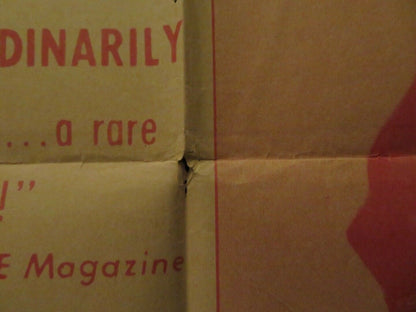 DINARILY
...a rare
!”
E Magazine